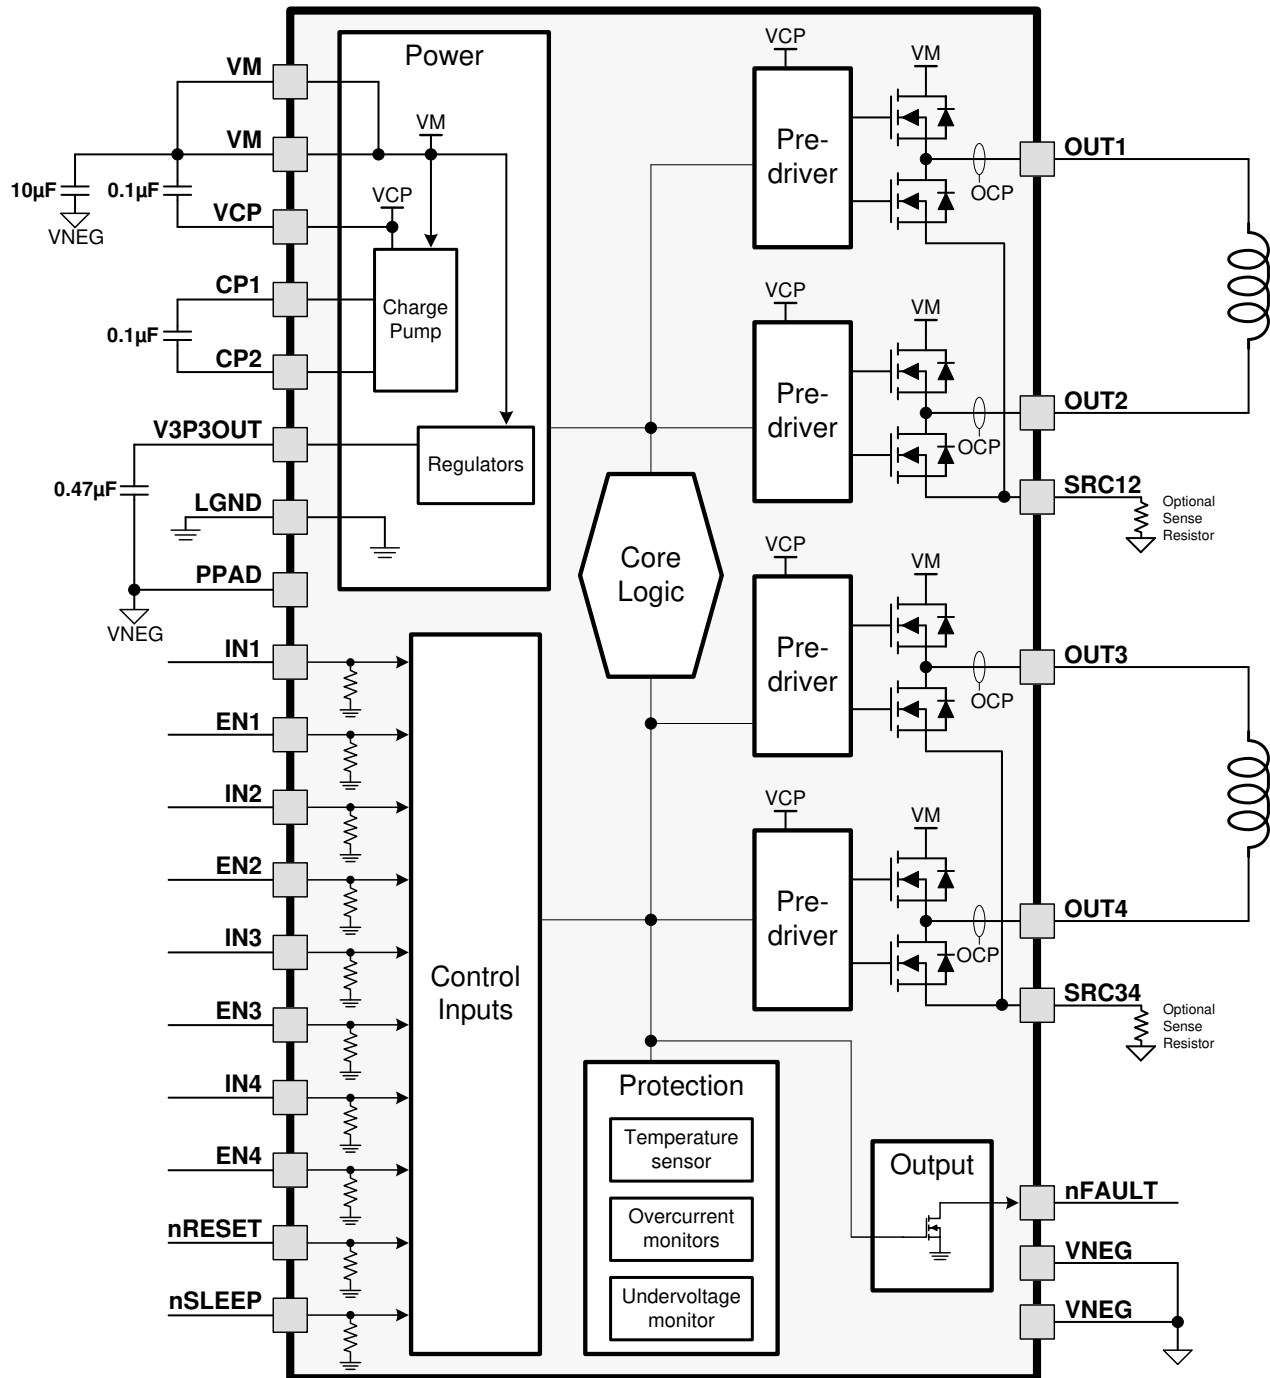 Power
VM
VM
10µF
0.1µF
VNEG
VCP
CP1
0.1µF
CP2
V3P3OUT
0.47µF
LGND
PPAD
VNEG
VM
VCP
Charge
Pump
Regulators
IN1
EN1
IN2
EN2
IN3
EN3
IN4
EN4
nRESET
nSLEEP
Control
Inputs
Core
Logic
Protection
Temperature
sensor
Overcurrent
monitors
Undervoltage
monitor
VCP
Pre-
driver
VM
OCP
OUT1
VCP
Pre-
driver
VM
OCP
OUT2
SRC12
Optional
Sense
Resistor
VCP
Pre-
driver
VM
OCP
OUT3
VCP
Pre-
driver
VM
OCP
OUT4
SRC34
Optional
Sense
Resistor
Output
nFAULT
VNEG
VNEG